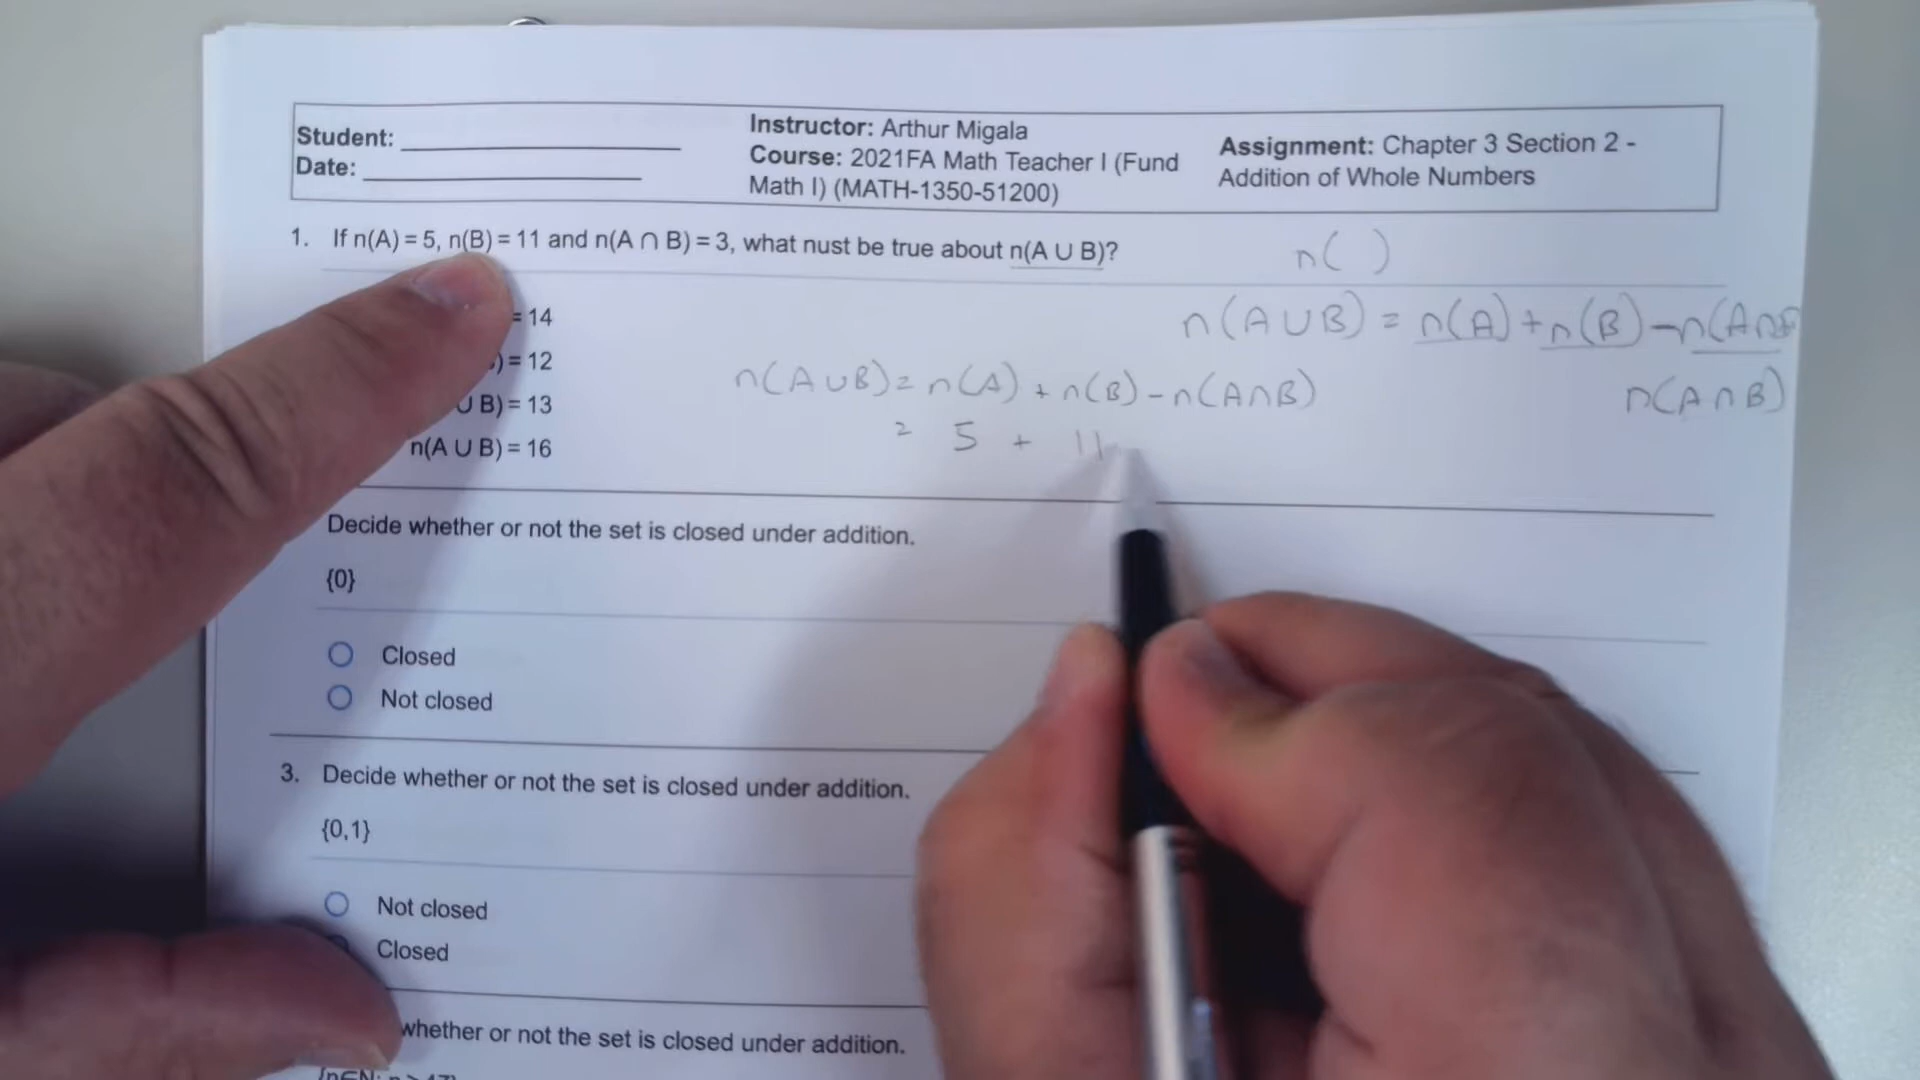 Student:
Date:
Instructor: Arthur Migala
Course: 2021FA Math Teacher I (Fund
Math I) (MATH-1350-51200)
Assignment: Chapter 3 Section 2 -
Addition of Whole Numbers
1. If n(A) = 5, n(B) = 11 and n(A ∩ B) = 3, what nust be true about n(A ∪ B)?
n( )
= 14
) = 12
∪ B) = 13
n(A ∪ B) = 16
n(A ∪ B) = n(A) + n(B) - n(A∩B
n(A ∩ B)
n(A ∪ B) = n(A) + n(B) - n(A∩B)
= 5 + 11
Decide whether or not the set is closed under addition.
{0}
Closed
Not closed
3. Decide whether or not the set is closed under addition.
{0,1}
Not closed
Closed
whether or not the set is closed under addition.